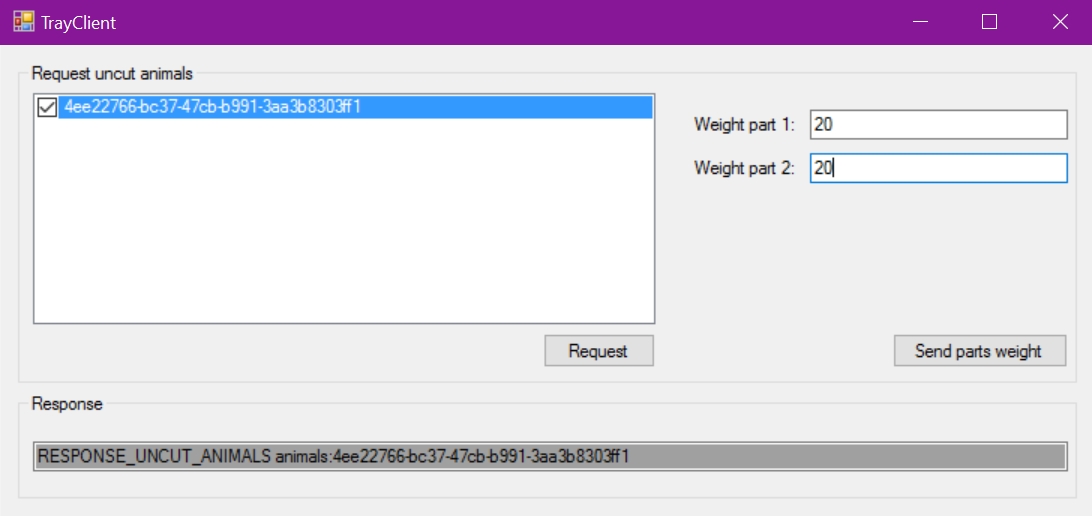 TrayClient
Request uncut animals
4ee22766-bc37-47cb-b991-3aa3b8303ff1
Weight part 1: 20
Weight part 2: 20
Request
Send parts weight
Response
RESPONSE_UNCUT_ANIMALS animals:4ee22766-bc37-47cb-b991-3aa3b8303ff1